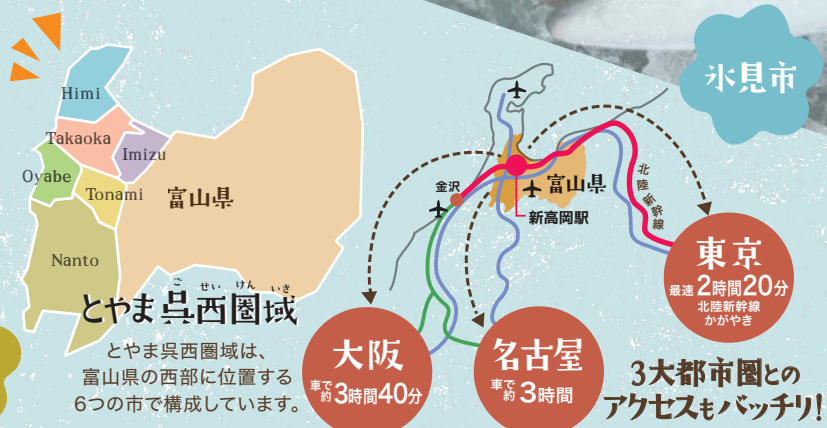 Himi
Takaoka
Imizu
Oyabe
Tonami
富山県
Nanto
ご せい けん いき
とやま呉西圏域
とやま呉西圏域は、
富山県の西部に位置する
6つの市で構成しています。
氷見市
金沢
富山県
新高岡駅
北陸新幹線
東京
最速2時間20分
北陸新幹線
かがやき
大阪
車で
約3時間40分
名古屋
車で
約3時間
3大都市圏との
アクセスもバッチリ!